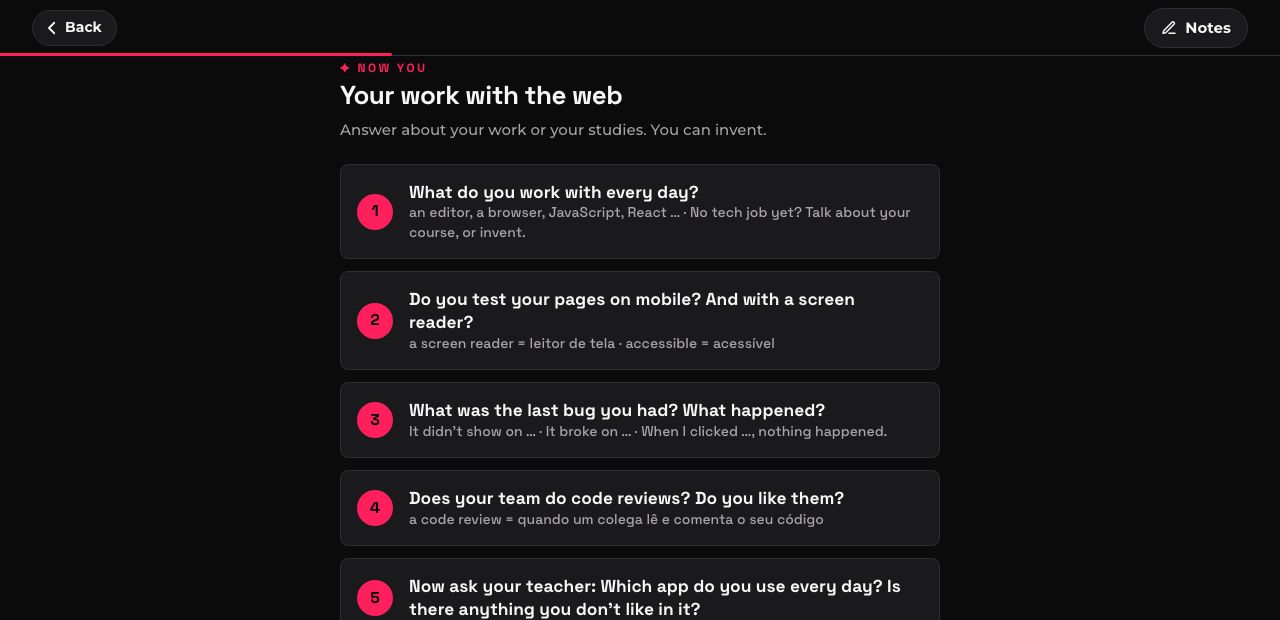 Back
Notes
NOW YOU
Your work with the web
Answer about your work or your studies. You can invent.
1
What do you work with every day?
an editor, a browser, JavaScript, React … · No tech job yet? Talk about your
course, or invent.
2
Do you test your pages on mobile? And with a screen
reader?
a screen reader = leitor de tela · accessible = acessível
3
What was the last bug you had? What happened?
It didn't show on … · It broke on … · When I clicked …, nothing happened.
4
Does your team do code reviews? Do you like them?
a code review = quando um colega lê e comenta o seu código
5
Now ask your teacher: Which app do you use every day? Is
there anything you don't like in it?